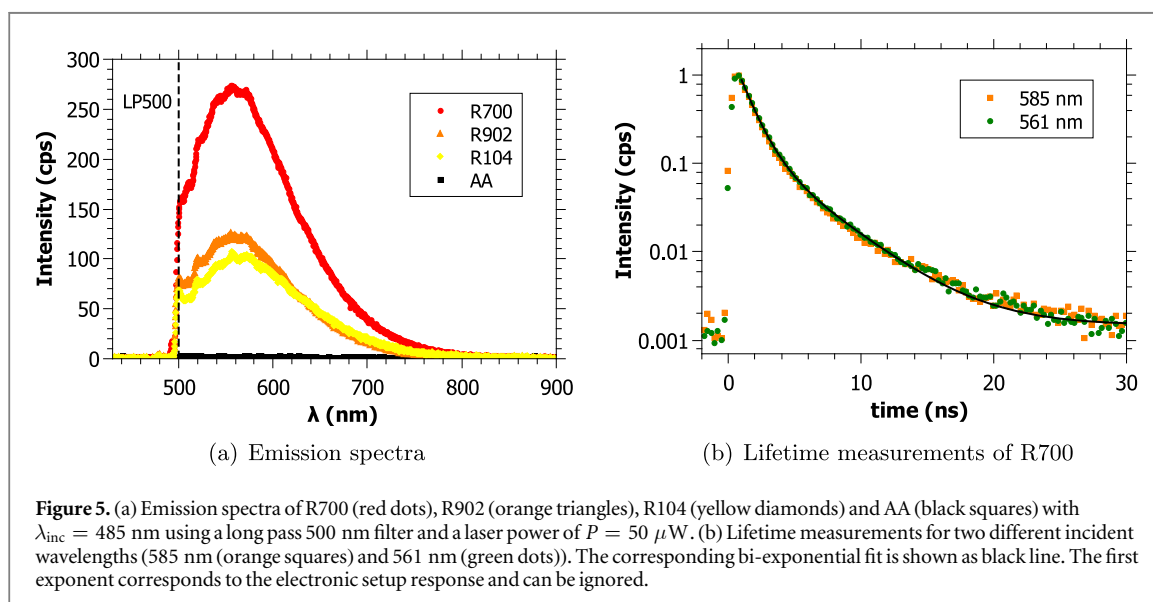 300
250
200
150
100
50
0
Intensity (cps)
LP500
R700
R902
R104
AA
500 600 700 800 900
λ (nm)
(a) Emission spectra
1
0.1
0.01
0.001
Intensity (cps)
585 nm
561 nm
0 10 20 30
time (ns)
(b) Lifetime measurements of R700
Figure 5. (a) Emission spectra of R700 (red dots), R902 (orange triangles), R104 (yellow diamonds) and AA (black squares) with
λinc = 485 nm using a long pass 500 nm filter and a laser power of P = 50 μW. (b) Lifetime measurements for two different incident
wavelengths (585 nm (orange squares) and 561 nm (green dots)). The corresponding bi-exponential fit is shown as black line. The first
exponent corresponds to the electronic setup response and can be ignored.